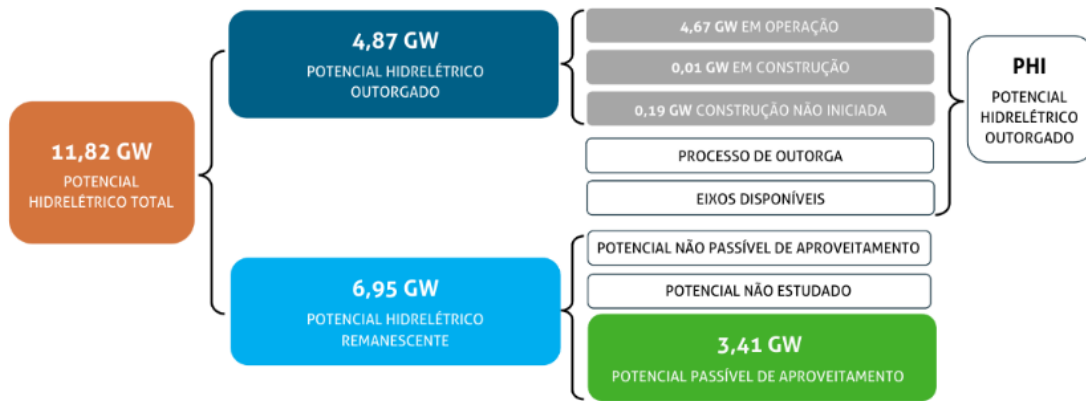 11,82 GW
POTENCIAL
HIDRELÉTRICO TOTAL
4,87 GW
POTENCIAL HIDRELÉTRICO
OUTORGADO
6,95 GW
POTENCIAL HIDRELÉTRICO
REMANESCENTE
4,67 GW EM OPERAÇÃO
0,01 GW EM CONSTRUÇÃO
0,19 GW CONSTRUÇÃO NÃO INICIADA
PROCESSO DE OUTORGA
EIXOS DISPONÍVEIS
POTENCIAL NÃO PASSÍVEL DE APROVEITAMENTO
POTENCIAL NÃO ESTUDADO
3,41 GW
POTENCIAL PASSÍVEL DE APROVEITAMENTO
PHI
POTENCIAL
HIDRELÉTRICO
OUTORGADO